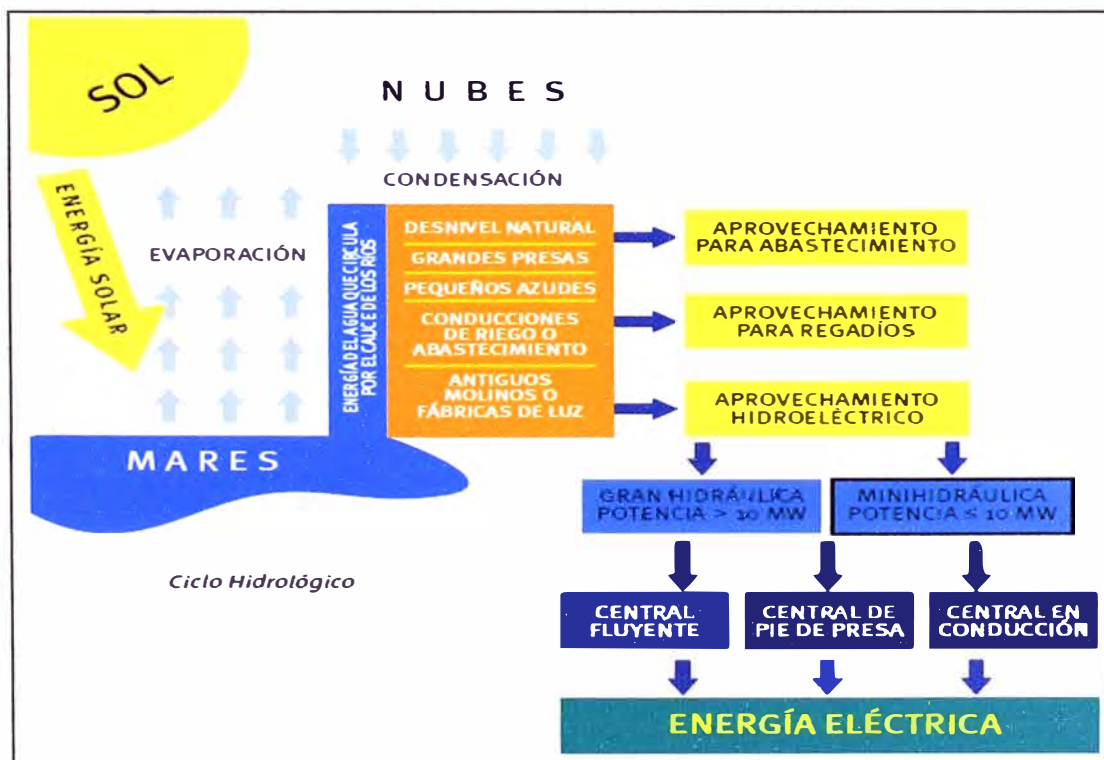 SOL
ENERGÍA SOLAR
NUBES
CONDENSACIÓN
EVAPORACIÓN
MARES
Ciclo Hidrológico
ENERGÍA DEL AGUA QUE CIRCULA
POR EL CAUCE DE LOS RIOS
DESNIVEL NATURAL
GRANDES PRESAS
PEQUEÑOS AZUDES
CONDUCCIONES
DE RIEGO O
ABASTECIMIENTO
ANTIGUOS
MOLINOS O
FÁBRICAS DE LUZ
APROVECHAMIENTO
PARA ABASTECIMIENTO
APROVECHAMIENTO
PARA REGADÍOS
APROVECHAMIENTO
HIDROELÉCTRICO
GRAN HIDRÁULICA
POTENCIA > 10 MW
MINIHIDRÁULICA
POTENCIA ≤ 10 MW
CENTRAL
FLUYENTE
CENTRAL DE
PIE DE PRESA
CENTRAL EN
CONDUCCIÓN
ENERGÍA ELÉCTRICA